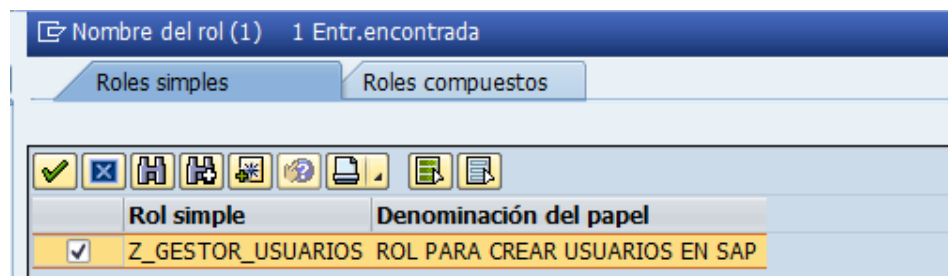 Nombre del rol (1) 1 Entr.encontrada
Roles simples Roles compuestos
Rol simple Denominación del papel
Z_GESTOR_USUARIOS ROL PARA CREAR USUARIOS EN SAP